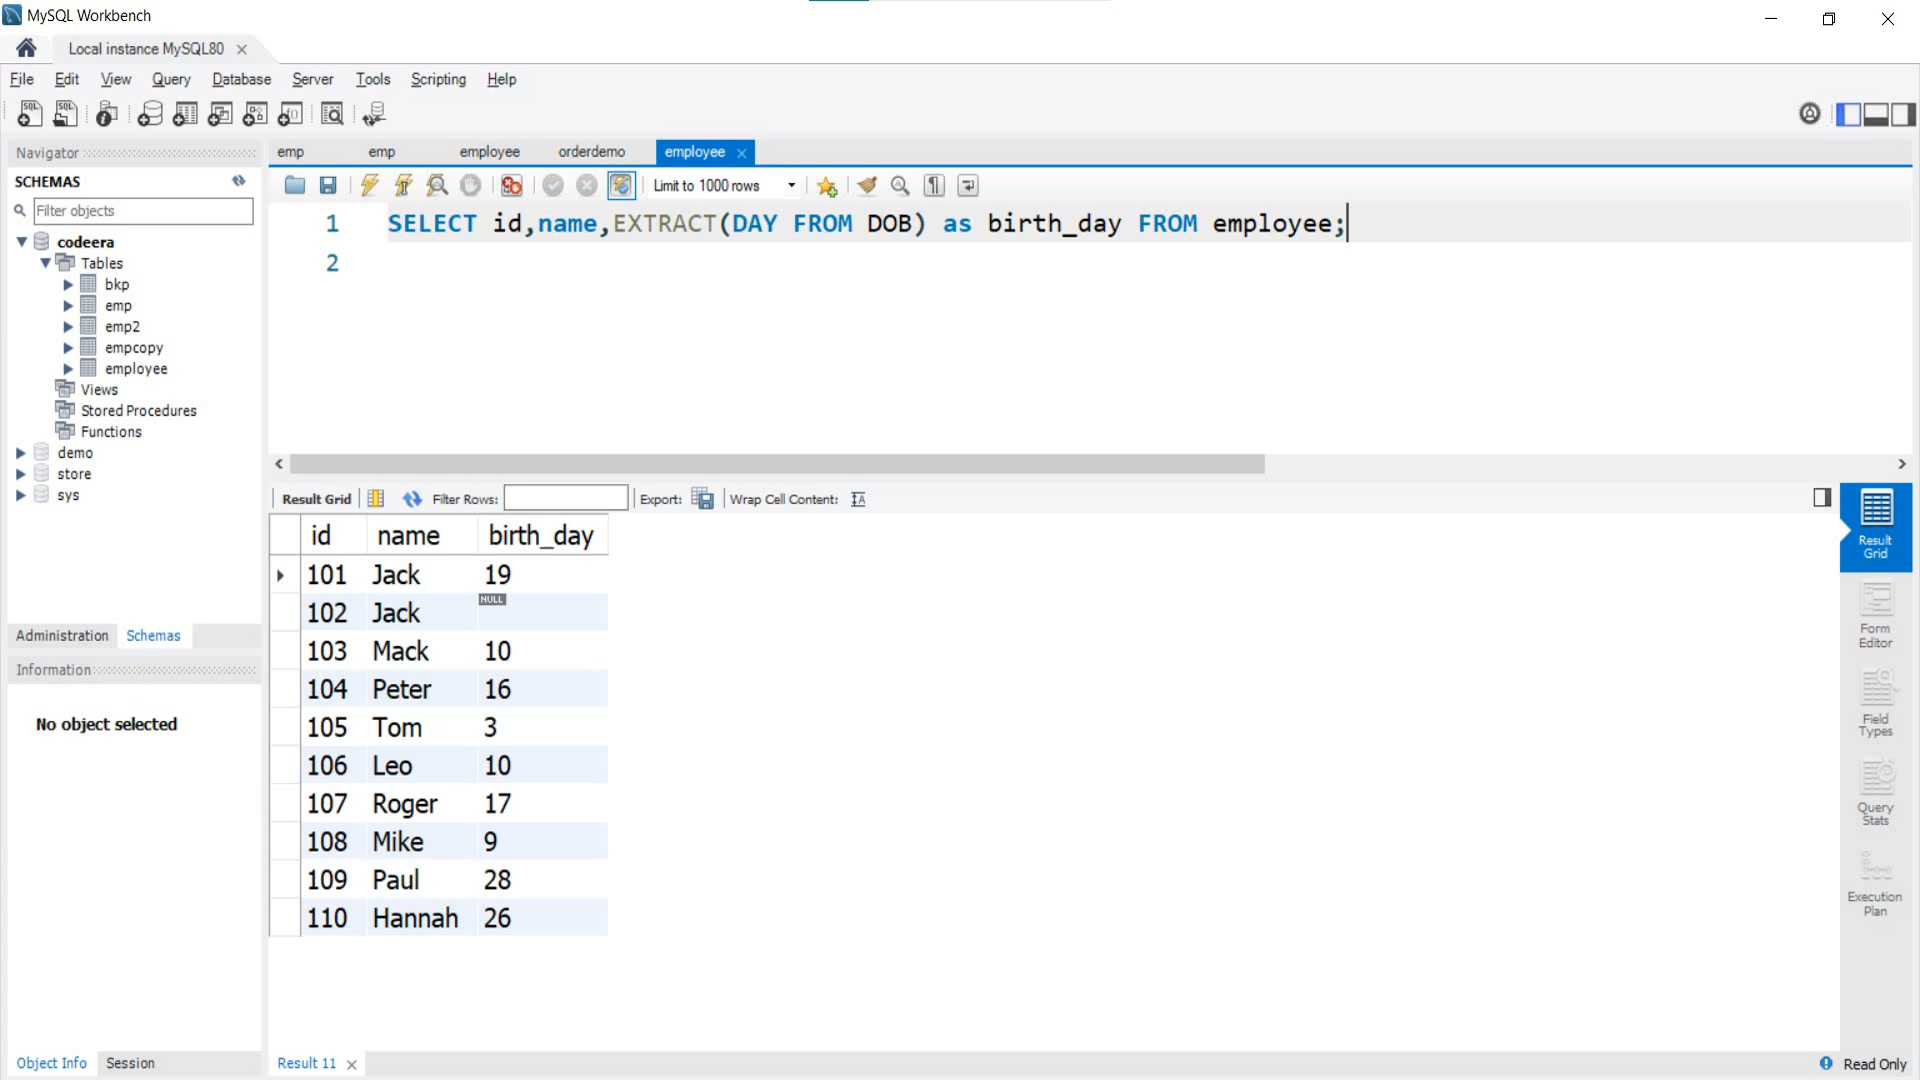 MySQL Workbench
Local instance MySQL80
File Edit View Query Database Server Tools Scripting Help
Navigator
SCHEMAS
Filter objects
codeera
Tables
bkp
emp
emp2
empcopy
employee
Views
Stored Procedures
Functions
demo
store
sys
Administration Schemas
Information
No object selected
Object Info Session
emp emp employee orderdemo employee
Limit to 1000 rows
1 SELECT id,name,EXTRACT(DAY FROM DOB) as birth_day FROM employee;
2
Result Grid Filter Rows: Export: Wrap Cell Content:
id name birth_day
101 Jack 19
102 Jack NULL
103 Mack 10
104 Peter 16
105 Tom 3
106 Leo 10
107 Roger 17
108 Mike 9
109 Paul 28
110 Hannah 26
Result
Grid
Form
Editor
Field
Types
Query
Stats
Execution
Plan
Result 11
Read Only